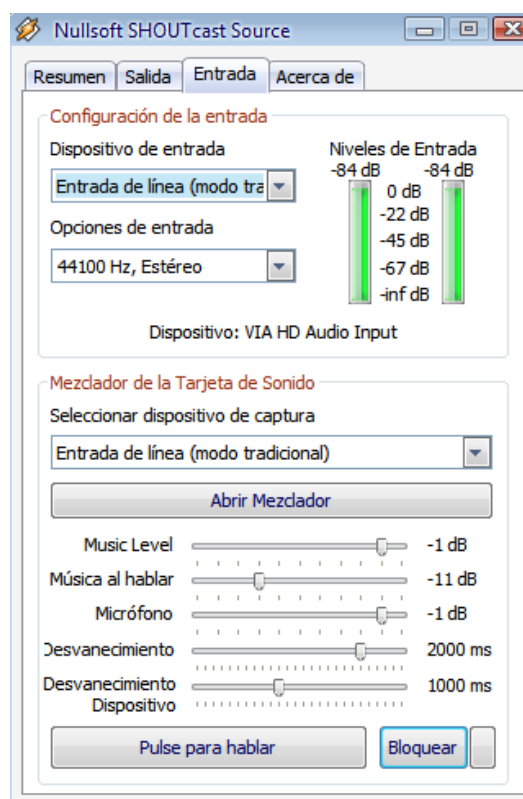 Nullsoft SHOUTcast Source
Resumen Salida Entrada Acerca de
Configuración de la entrada
Dispositivo de entrada
Entrada de línea (modo tra
Opciones de entrada
44100 Hz, Estéreo
Niveles de Entrada
-84 dB -84 dB
0 dB
-22 dB
-45 dB
-67 dB
-inf dB
Dispositivo: VIA HD Audio Input
Mezclador de la Tarjeta de Sonido
Seleccionar dispositivo de captura
Entrada de línea (modo tradicional)
Abrir Mezclador
Music Level -1 dB
Música al hablar -11 dB
Micrófono -1 dB
Desvanecimiento 2000 ms
Desvanecimiento Dispositivo 1000 ms
Pulse para hablar Bloquear